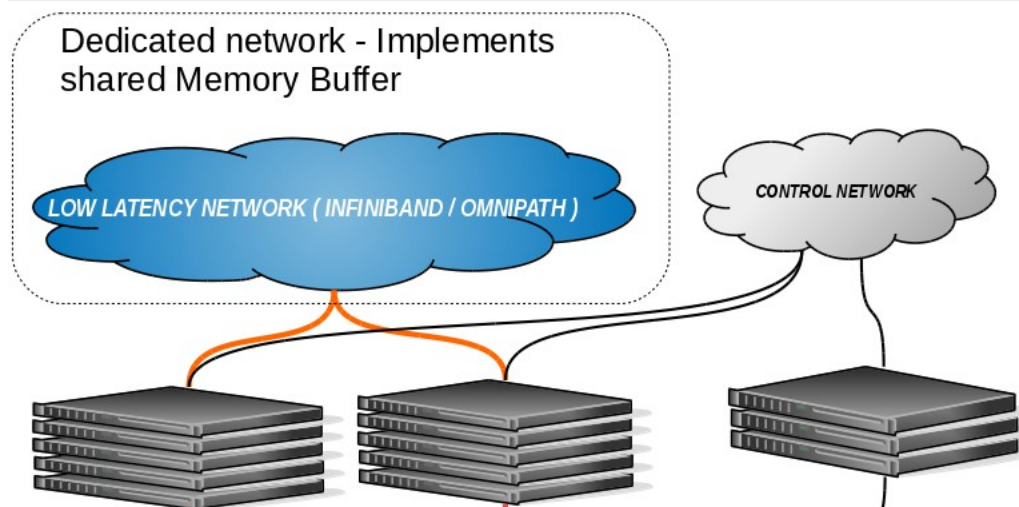 Dedicated network - Implements
shared Memory Buffer
LOW LATENCY NETWORK ( INFINIBAND / OMNIPATH )
CONTROL NETWORK